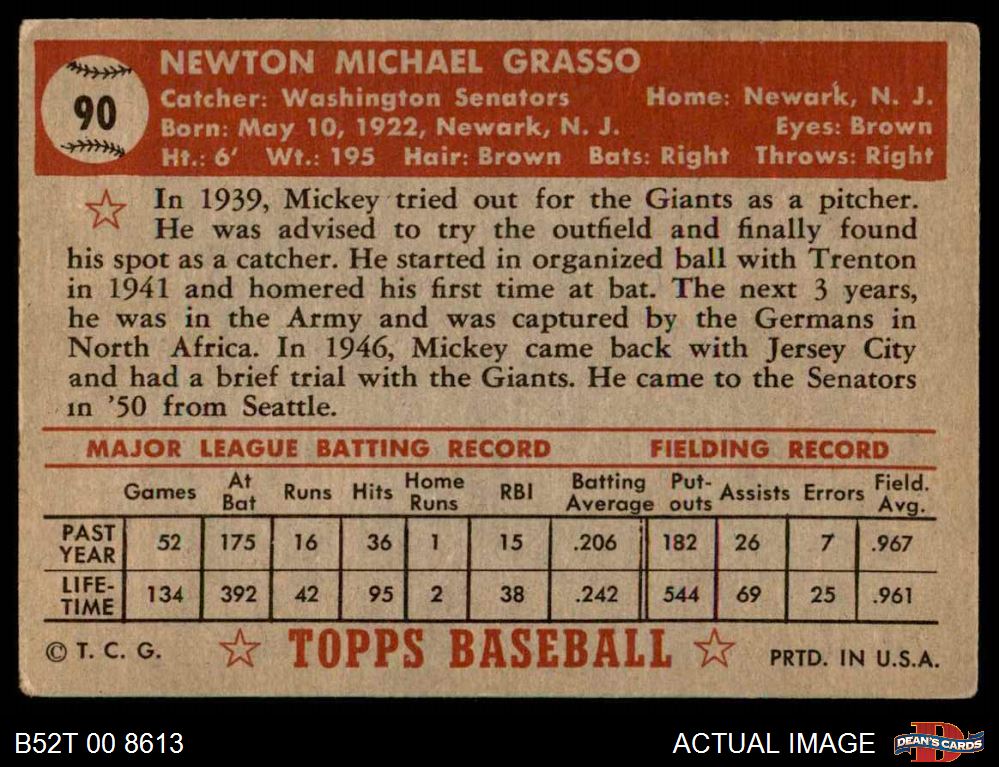 90
NEWTON MICHAEL GRASSO
Catcher: Washington Senators Home: Newark, N. J.
Born: May 10, 1922, Newark, N. J. Eyes: Brown
Ht.: 6' Wt.: 195 Hair: Brown Bats: Right Throws: Right
In 1939, Mickey tried out for the Giants as a pitcher.
He was advised to try the outfield and finally found
his spot as a catcher. He started in organized ball with Trenton
in 1941 and homered his first time at bat. The next 3 years,
he was in the Army and was captured by the Germans in
North Africa. In 1946, Mickey came back with Jersey City
and had a brief trial with the Giants. He came to the Senators
in '50 from Seattle.
MAJOR LEAGUE BATTING RECORD FIELDING RECORD
Games At Bat Runs Hits Home Runs RBI Batting Average Put-outs Assists Errors Field. Avg.
PAST YEAR 52 175 16 36 1 15 .206 182 26 7 .967
LIFE-TIME 134 392 42 95 2 38 .242 544 69 25 .961
© T. C. G. TOPPS BASEBALL PRTD. IN U.S.A.
B52T 00 8613 ACTUAL IMAGE DEAN'S CARDS